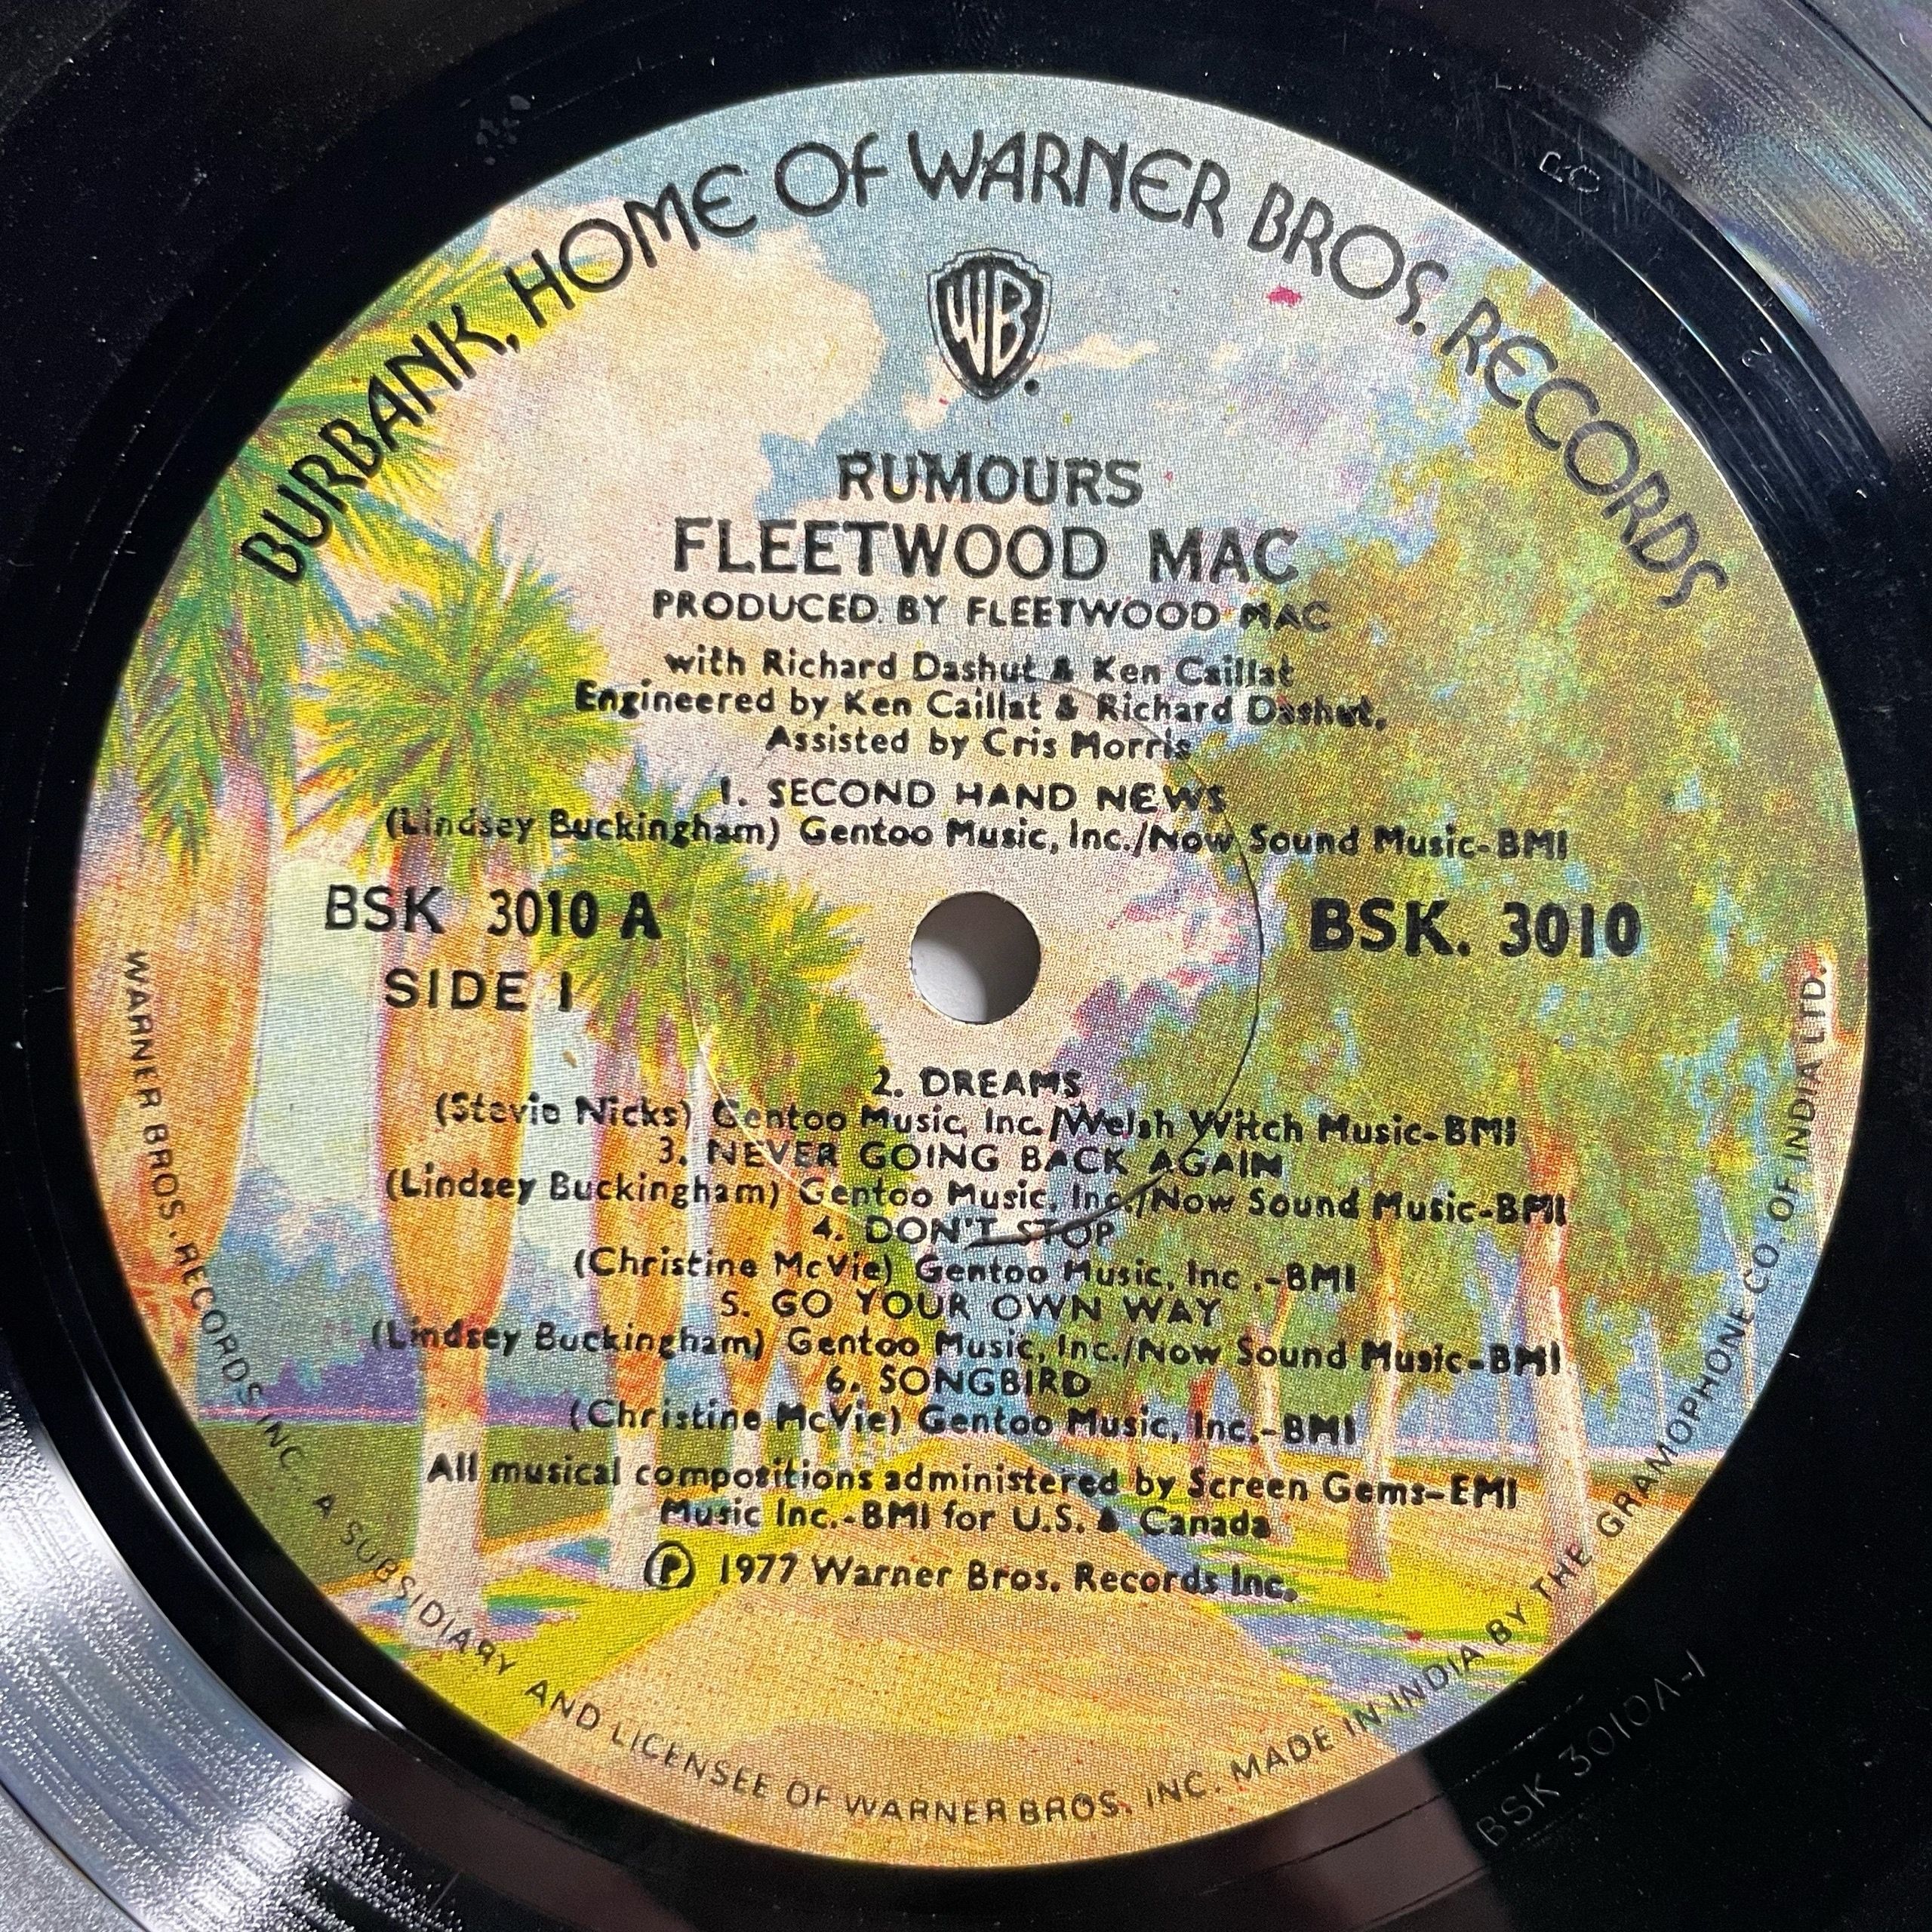 BURBANK, HOME OF WARNER BROS. RECORDS
WB
RUMOURS
FLEETWOOD MAC
PRODUCED BY FLEETWOOD MAC
with Richard Dashut & Ken Caillat
Engineered by Ken Caillat & Richard Dashut,
Assisted by Cris Morris
1. SECOND HAND NEWS
(Lindsey Buckingham) Gentoo Music, Inc./Now Sound Music-BMI
BSK 3010 A
SIDE 1
BSK. 3010
2. DREAMS
(Stevie Nicks) Gentoo Music, Inc./Welsh Witch Music-BMI
3. NEVER GOING BACK AGAIN
(Lindsey Buckingham) Gentoo Music, Inc./Now Sound Music-BMI
4. DON'T STOP
(Christine McVie) Gentoo Music, Inc.-BMI
5. GO YOUR OWN WAY
(Lindsey Buckingham) Gentoo Music, Inc./Now Sound Music-BMI
6. SONGBIRD
(Christine McVie) Gentoo Music, Inc.-BMI
All musical compositions administered by Screen Gems-EMI
Music Inc.-BMI for U.S. & Canada
℗ 1977 Warner Bros. Records Inc.
WARNER BROS. RECORDS INC. A SUBSIDIARY AND LICENSEE OF WARNER BROS. INC. MADE IN INDIA BY THE GRAMOPHONE CO. OF INDIA LTD.
BSK 3010A-1